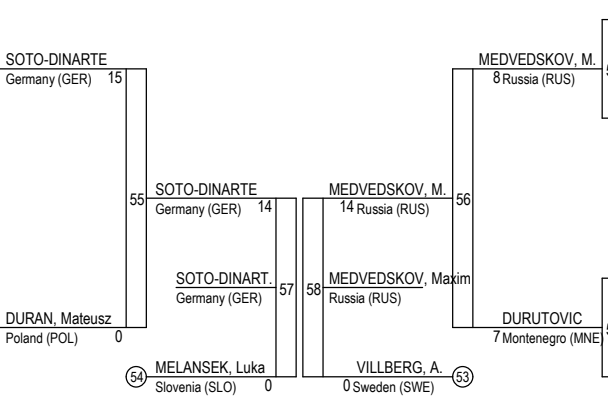 SOTO-DINARTE
Germany (GER) 15
MEDVEDSKOV, M.
8 Russia (RUS)
55
SOTO-DINARTE
Germany (GER) 14
MEDVEDSKOV, M.
14 Russia (RUS)
56
SOTO-DINART.
Germany (GER)
57
58
MEDVEDSKOV, Maxim
Russia (RUS)
DURAN, Mateusz
Poland (POL) 0
DURUTOVIC
7 Montenegro (MNE)
54
MELANSEK, Luka
Slovenia (SLO) 0
VILLBERG, A.
0 Sweden (SWE)
53